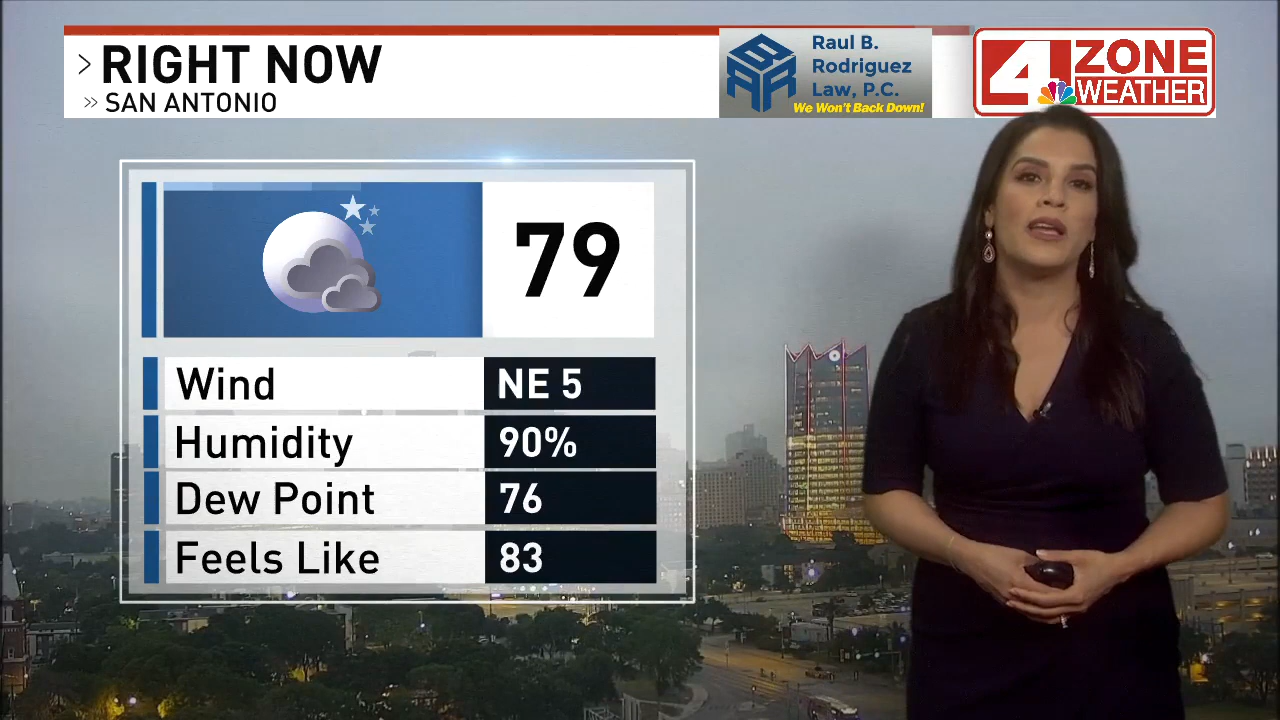 > RIGHT NOW
>> SAN ANTONIO
SAR
Raul B.
Rodriguez
Law, P.C.
We Won't Back Down!
4 ZONE
WEATHER
79
Wind NE 5
Humidity 90%
Dew Point 76
Feels Like 83